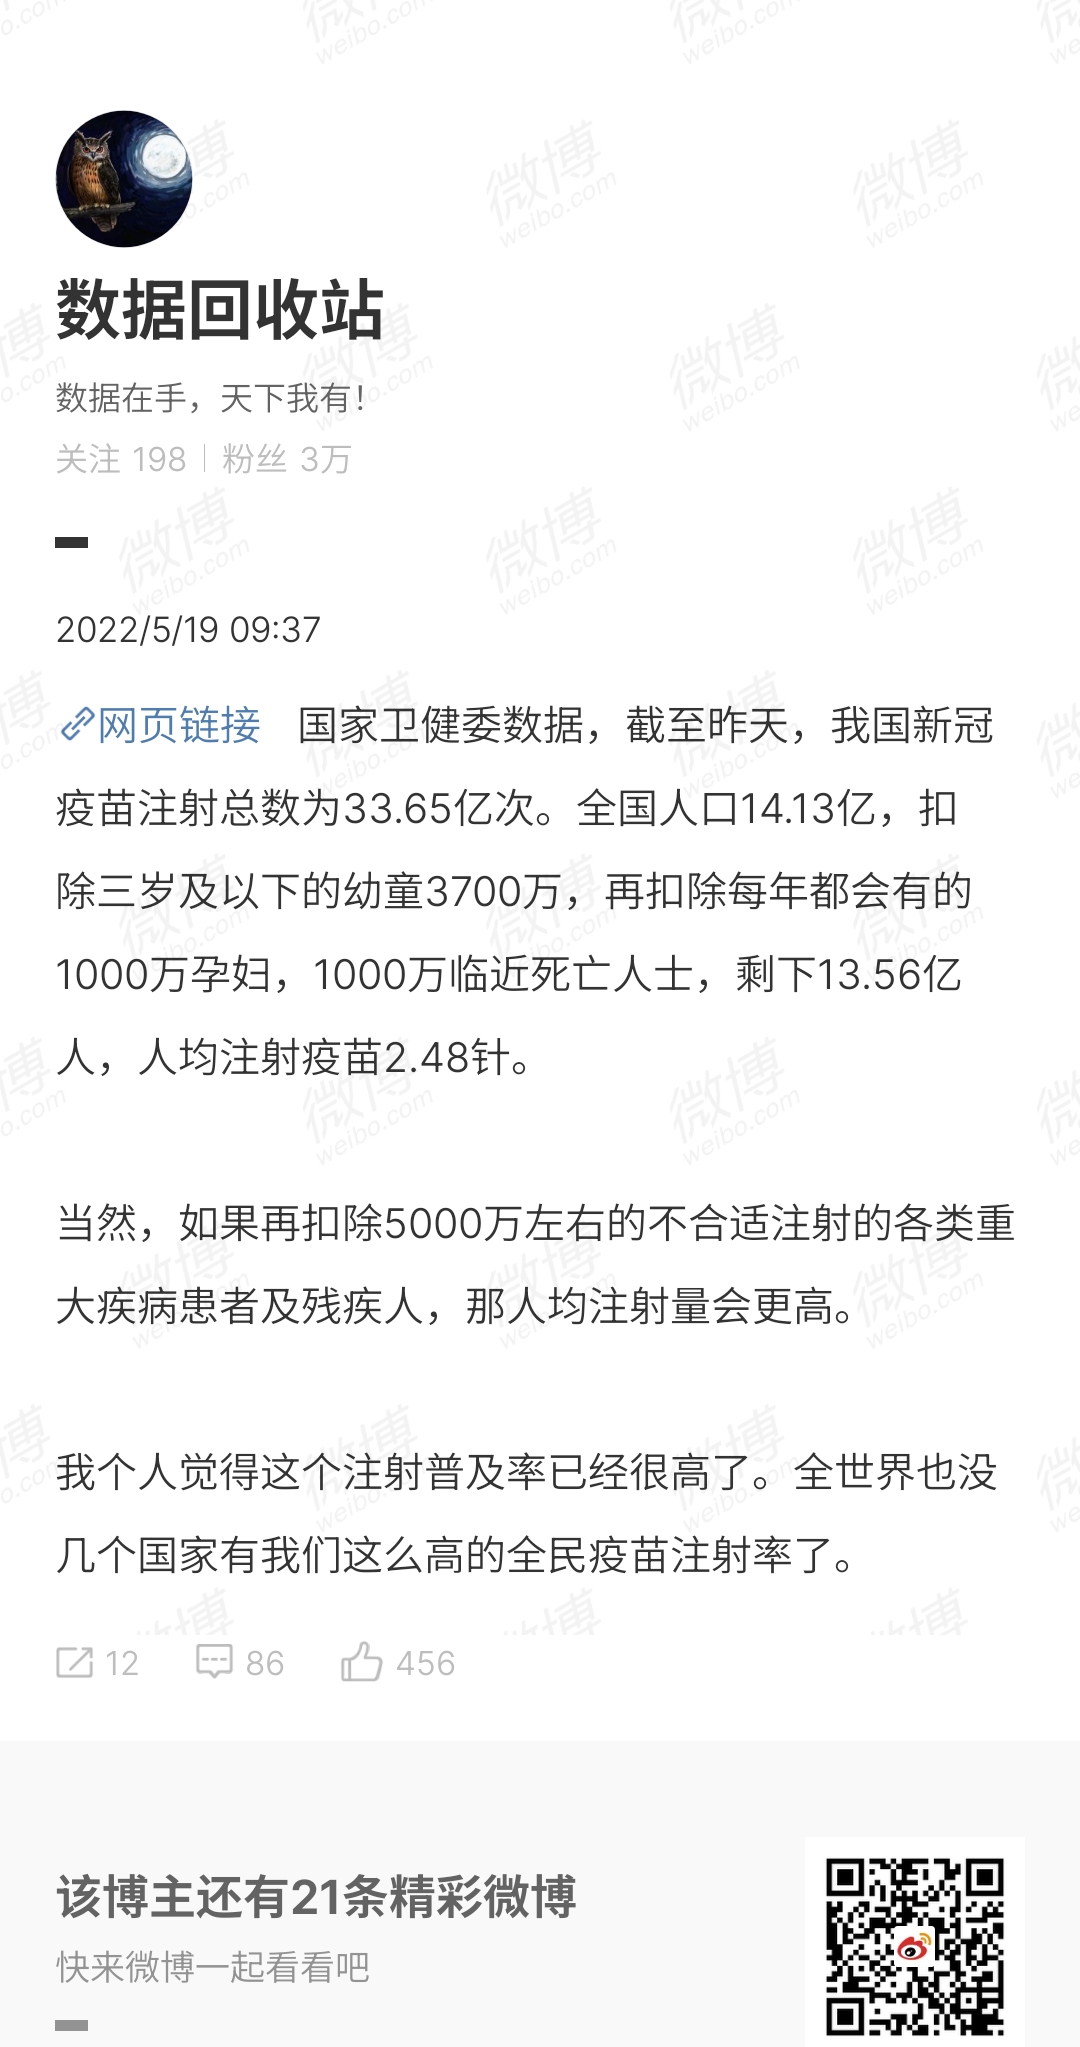 数据回收站
数据在手，天下我有！
关注 198 | 粉丝 3万
2022/5/19 09:37
网页链接 国家卫健委数据，截至昨天，我国新冠
疫苗注射总数为33.65亿次。全国人口14.13亿，扣
除三岁及以下的幼童3700万，再扣除每年都会有的
1000万孕妇，1000万临近死亡人士，剩下13.56亿
人，人均注射疫苗2.48针。
当然，如果再扣除5000万左右的不合适注射的各类重
大疾病患者及残疾人，那人均注射量会更高。
我个人觉得这个注射普及率已经很高了。全世界也没
几个国家有我们这么高的全民疫苗注射率了。
12 86 456
该博主还有21条精彩微博
快来微博一起看看吧
微博
weibo.com